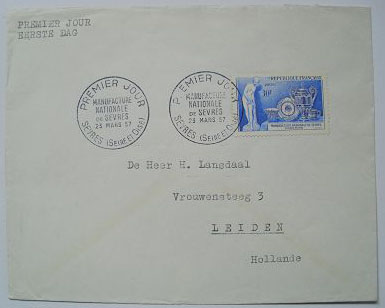 PREMIER JOUR
EERSTE DAG
PREMIER JOUR
MANUFACTURE
NATIONALE
DE SEVRES
23 MARS 57
SEVRES (SEINE-ET-OISE)
PREMIER JOUR
MANUFACTURE
NATIONALE
DE SEVRES
23 MARS 57
SEVRES (SEINE-ET-OISE)
REPUBLIQUE FRANÇAISE
De Heer H. Lansdaal
Vrouwensteeg 3
LEIDEN
Hollande